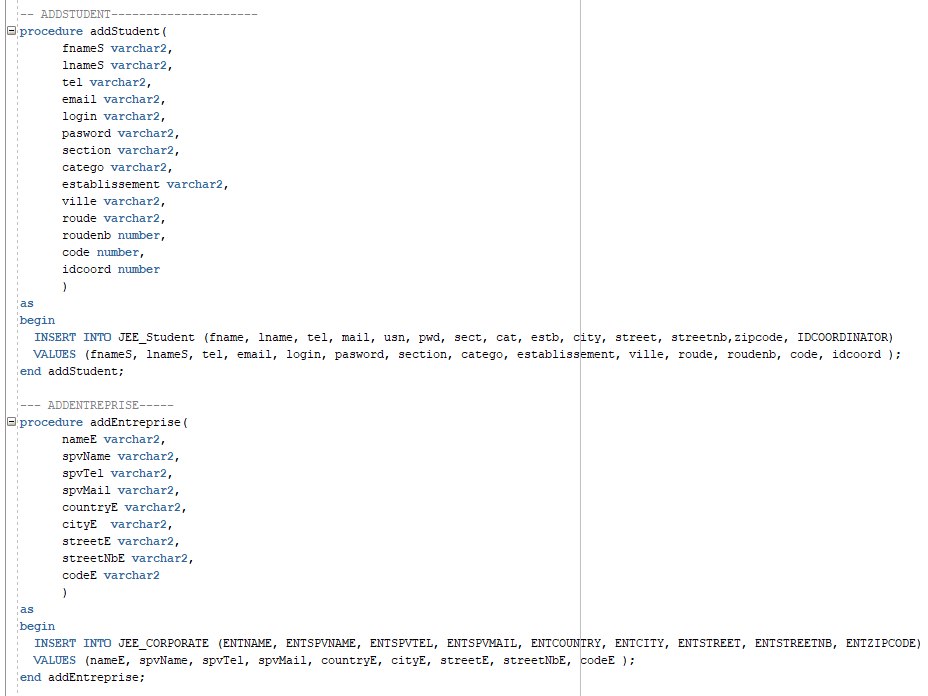 -- ADDSTUDENT---------------------
procedure addStudent(
fnameS varchar2,
lnameS varchar2,
tel varchar2,
email varchar2,
login varchar2,
pasword varchar2,
section varchar2,
catego varchar2,
establissement varchar2,
ville varchar2,
roude varchar2,
roudenb number,
code number,
idcoord number
)
as
begin
INSERT INTO JEE_Student (fname, lname, tel, mail, usn, pwd, sect, cat, estb, city, street, streetnb,zipcode, IDCOORDINATOR)
VALUES (fnameS, lnameS, tel, email, login, pasword, section, catego, establissement, ville, roude, roudenb, code, idcoord );
end addStudent;
--- ADDENTREPRISE-----
procedure addEntreprise(
nameE varchar2,
spvName varchar2,
spvTel varchar2,
spvMail varchar2,
countryE varchar2,
cityE  varchar2,
streetE varchar2,
streetNbE varchar2,
codeE varchar2
)
as
begin
INSERT INTO JEE_CORPORATE (ENTNAME, ENTSPVNAME, ENTSPVTEL, ENTSPVMAIL, ENTCOUNTRY, ENTCITY, ENTSTREET, ENTSTREETNB, ENTZIPCODE)
VALUES (nameE, spvName, spvTel, spvMail, countryE, cityE, streetE, streetNbE, codeE );
end addEntreprise;